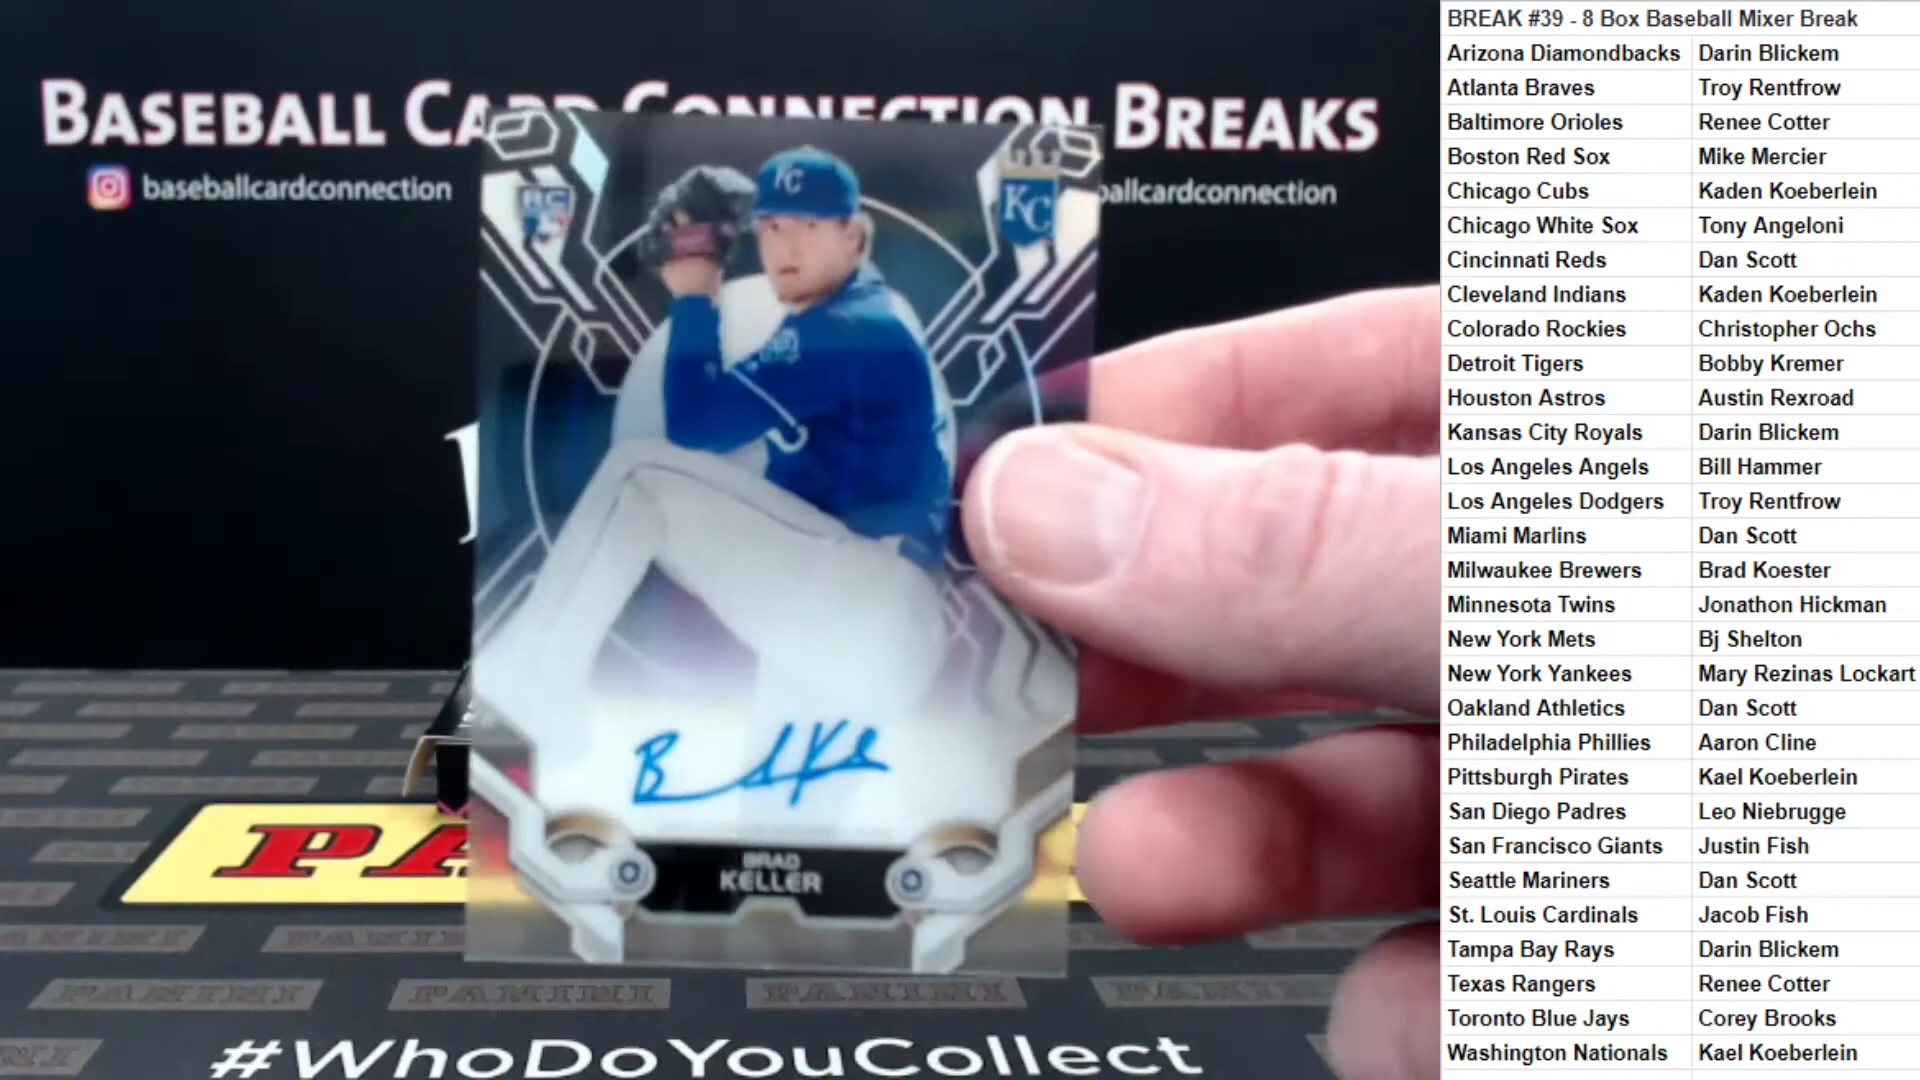 BASEBALL CA CONNECTION BREAKS
baseballcardconnection
ballcardconnection
RC
KC
KC
BRAD
KELLER
PA
PANINI PANINI PANINI PANINI
#WhoDoYouCollect
BREAK #39 - 8 Box Baseball Mixer Break
Arizona Diamondbacks Darin Blickem
Atlanta Braves Troy Rentfrow
Baltimore Orioles Renee Cotter
Boston Red Sox Mike Mercier
Chicago Cubs Kaden Koeberlein
Chicago White Sox Tony Angeloni
Cincinnati Reds Dan Scott
Cleveland Indians Kaden Koeberlein
Colorado Rockies Christopher Ochs
Detroit Tigers Bobby Kremer
Houston Astros Austin Rexroad
Kansas City Royals Darin Blickem
Los Angeles Angels Bill Hammer
Los Angeles Dodgers Troy Rentfrow
Miami Marlins Dan Scott
Milwaukee Brewers Brad Koester
Minnesota Twins Jonathon Hickman
New York Mets Bj Shelton
New York Yankees Mary Rezinas Lockart
Oakland Athletics Dan Scott
Philadelphia Phillies Aaron Cline
Pittsburgh Pirates Kael Koeberlein
San Diego Padres Leo Niebrugge
San Francisco Giants Justin Fish
Seattle Mariners Dan Scott
St. Louis Cardinals Jacob Fish
Tampa Bay Rays Darin Blickem
Texas Rangers Renee Cotter
Toronto Blue Jays Corey Brooks
Washington Nationals Kael Koeberlein